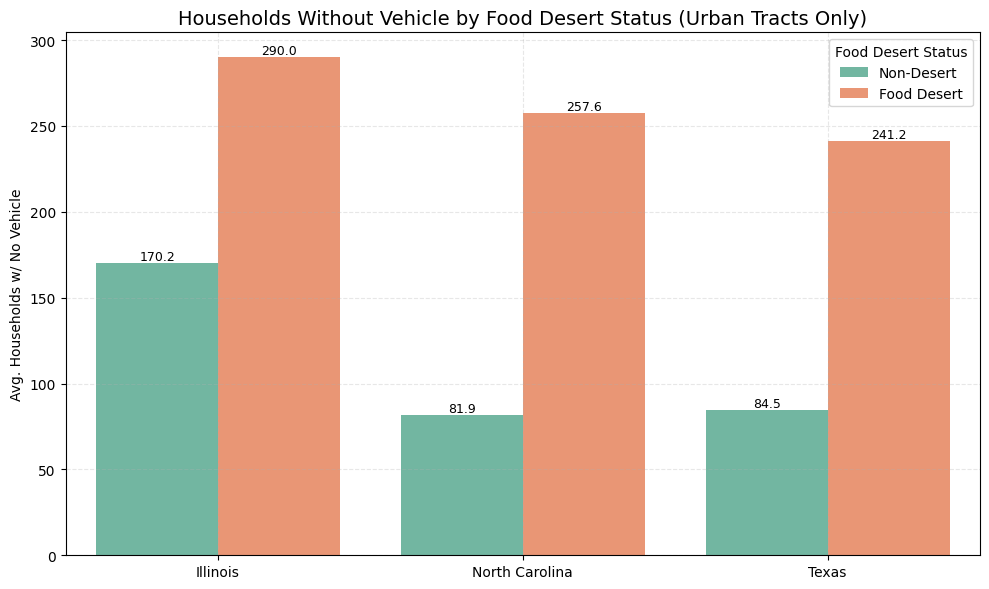 Households Without Vehicle by Food Desert Status (Urban Tracts Only)
Food Desert Status
Non-Desert
Food Desert
Avg. Households w/ No Vehicle
300
250
200
150
100
50
0
170.2
290.0
81.9
257.6
84.5
241.2
Illinois
North Carolina
Texas